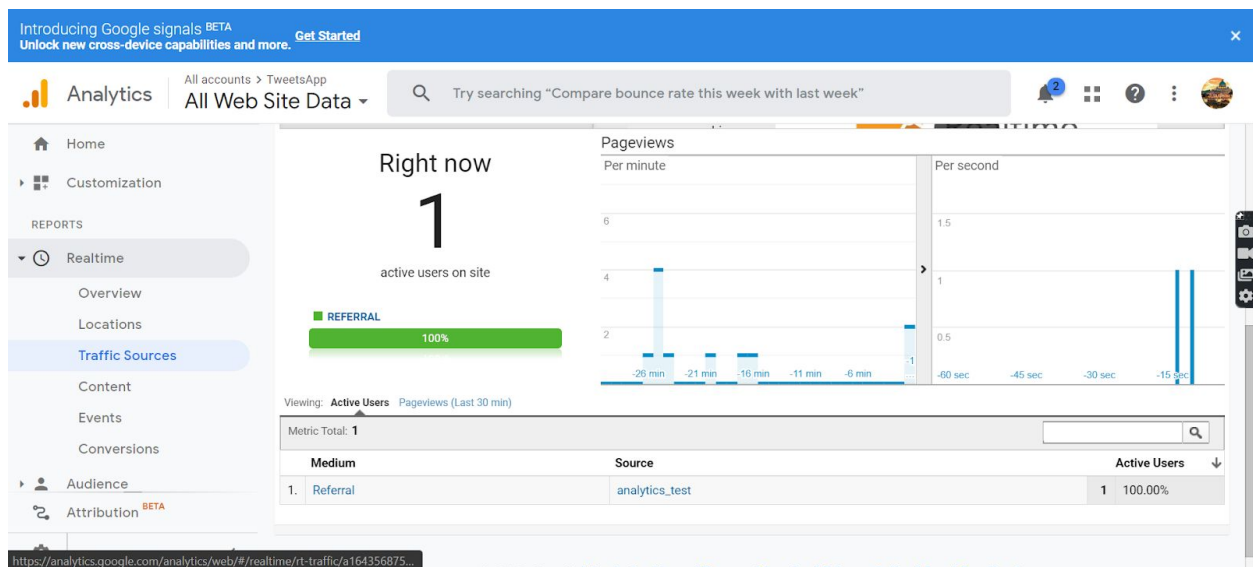 Introducing Google signals BETA
Unlock new cross-device capabilities and more. Get Started
Analytics
All accounts > TweetsApp
All Web Site Data
Try searching “Compare bounce rate this week with last week”
2
Home
Customization
REPORTS
Realtime
Overview
Locations
Traffic Sources
Content
Events
Conversions
Audience
Attribution BETA
https://analytics.google.com/analytics/web/#/realtime/rt-traffic/a164356875...
Right now
1
active users on site
REFERRAL
100%
Pageviews
Per minute
6
4
2
-26 min -21 min -16 min -11 min -6 min -1
Per second
1.5
1
0.5
-60 sec -45 sec -30 sec -15 sec
Viewing: Active Users Pageviews (Last 30 min)
Metric Total: 1
Medium Source Active Users
1. Referral analytics_test 1 100.00%